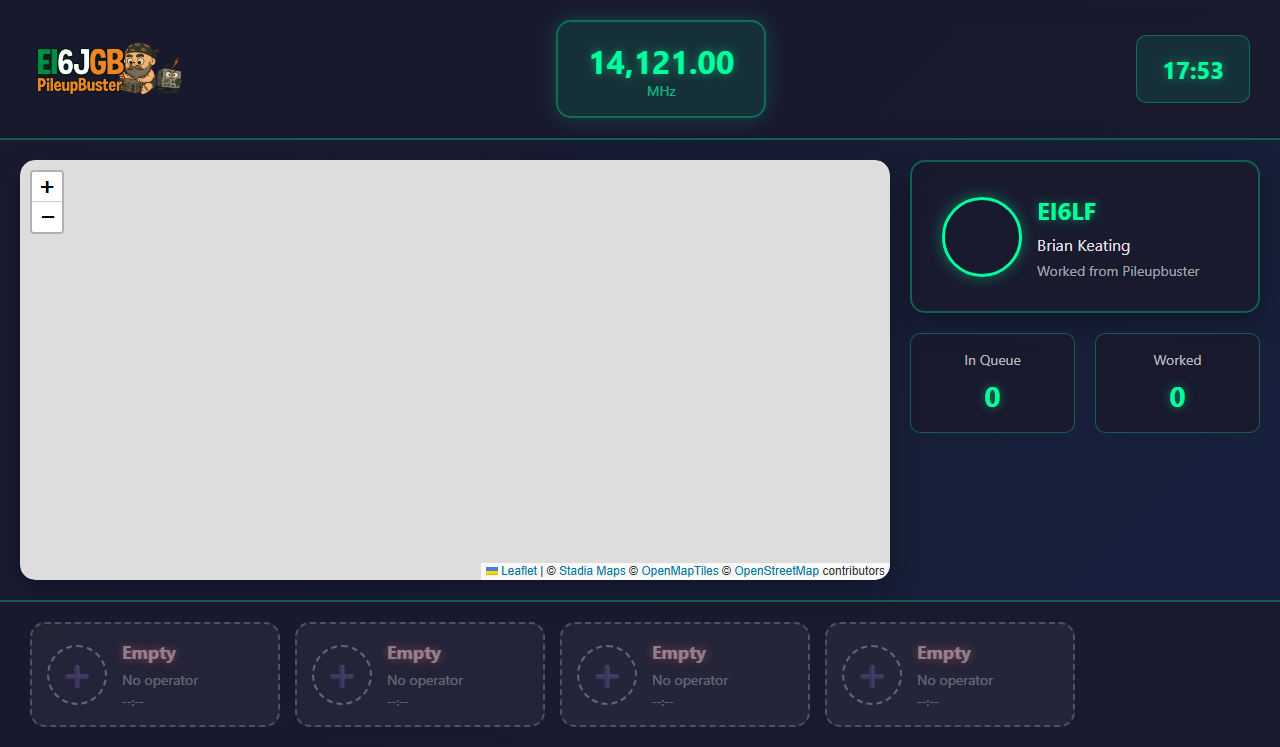 EI6JGB
PileupBuster
14,121.00
MHz
17:53
+
−
Leaflet | © Stadia Maps © OpenMapTiles © OpenStreetMap contributors
EI6LF
Brian Keating
Worked from Pileupbuster
In Queue
0
Worked
0
Empty
No operator
--:--
Empty
No operator
--:--
Empty
No operator
--:--
Empty
No operator
--:--